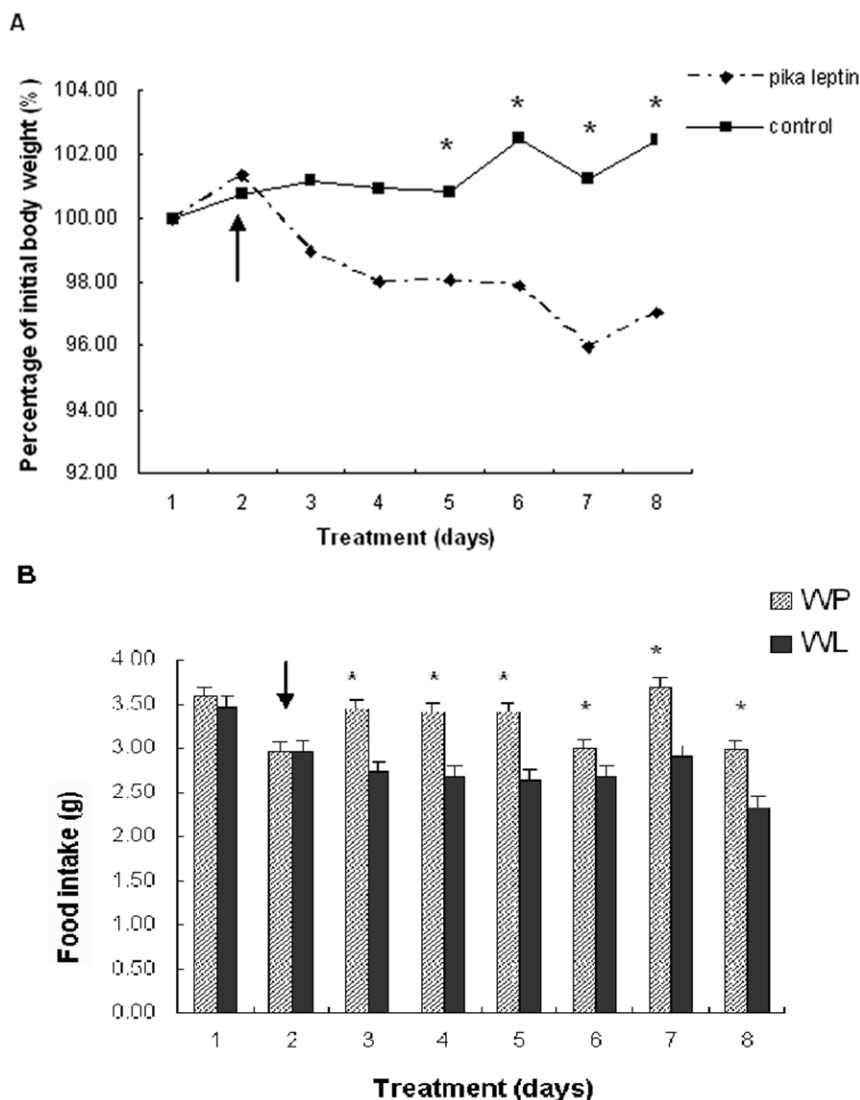 A
Percentage of initial body weight (%)
104.00
102.00
100.00
98.00
96.00
94.00
92.00
* * * *
pika leptin
control
1 2 3 4 5 6 7 8
Treatment (days)
B
WP
WL
Food intake (g)
4.00
3.50
3.00
2.50
2.00
1.50
1.00
0.50
0.00
* * * * * *
1 2 3 4 5 6 7 8
Treatment (days)